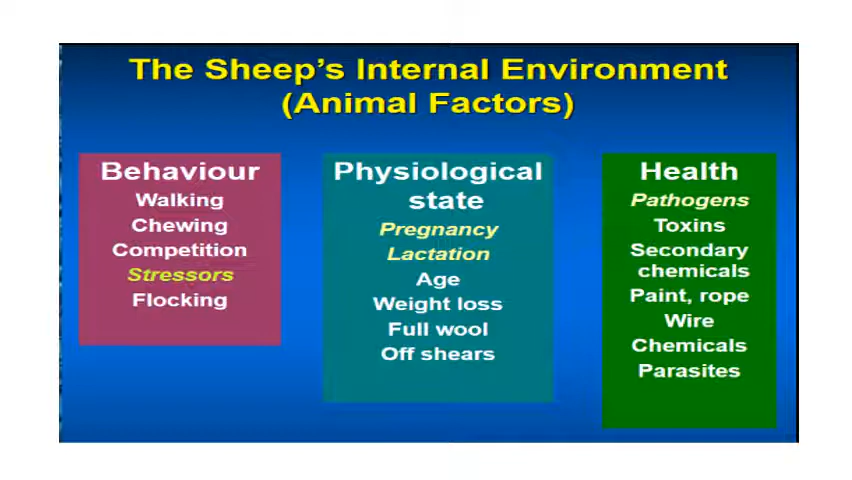 The Sheep's Internal Environment
(Animal Factors)
Behaviour
Walking
Chewing
Competition
Stressors
Flocking
Physiological
state
Pregnancy
Lactation
Age
Weight loss
Full wool
Off shears
Health
Pathogens
Toxins
Secondary
chemicals
Paint, rope
Wire
Chemicals
Parasites